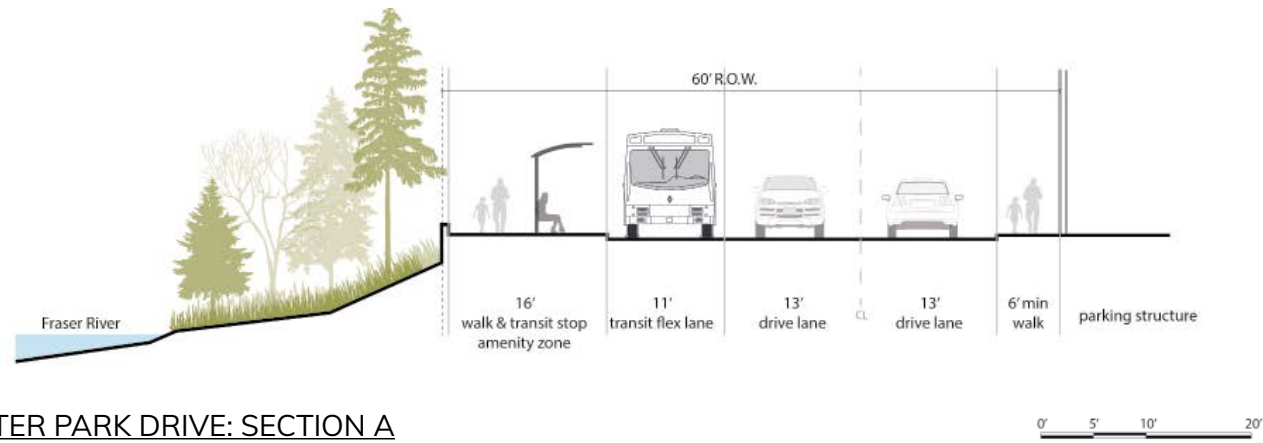 60' R.O.W.
Fraser River
16'
walk & transit stop
amenity zone
11'
transit flex lane
13'
drive lane
CL
13'
drive lane
6' min
walk
parking structure
TER PARK DRIVE: SECTION A
0' 5' 10' 20'